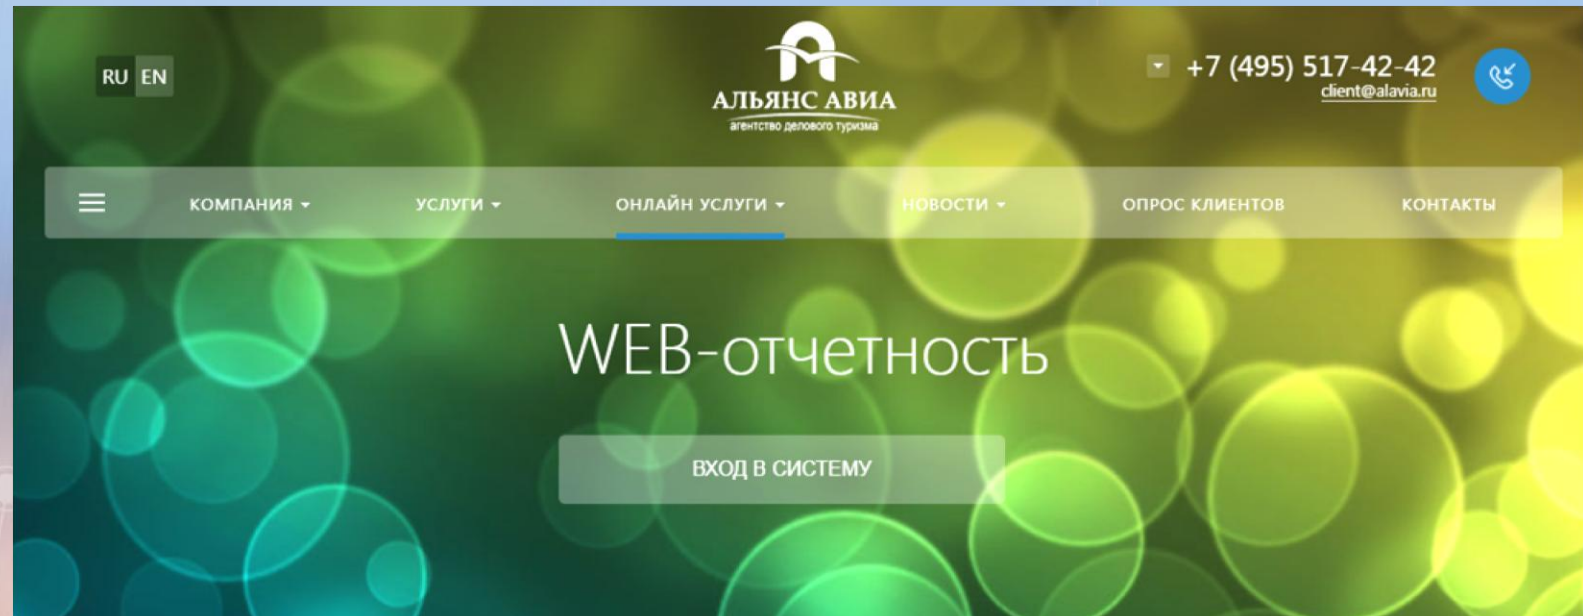 RU EN
АЛЬЯНС АВИА
агентство делового туризма
+7 (495) 517-42-42
client@alavia.ru
КОМПАНИЯ УСЛУГИ ОНЛАЙН УСЛУГИ НОВОСТИ ОПРОС КЛИЕНТОВ КОНТАКТЫ
WEB-отчетность
ВХОД В СИСТЕМУ